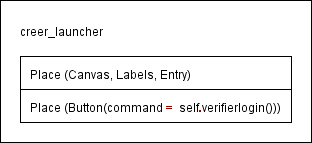 creer_launcher
Place (Canvas, Labels, Entry)
Place (Button(command = self.verifierlogin()))